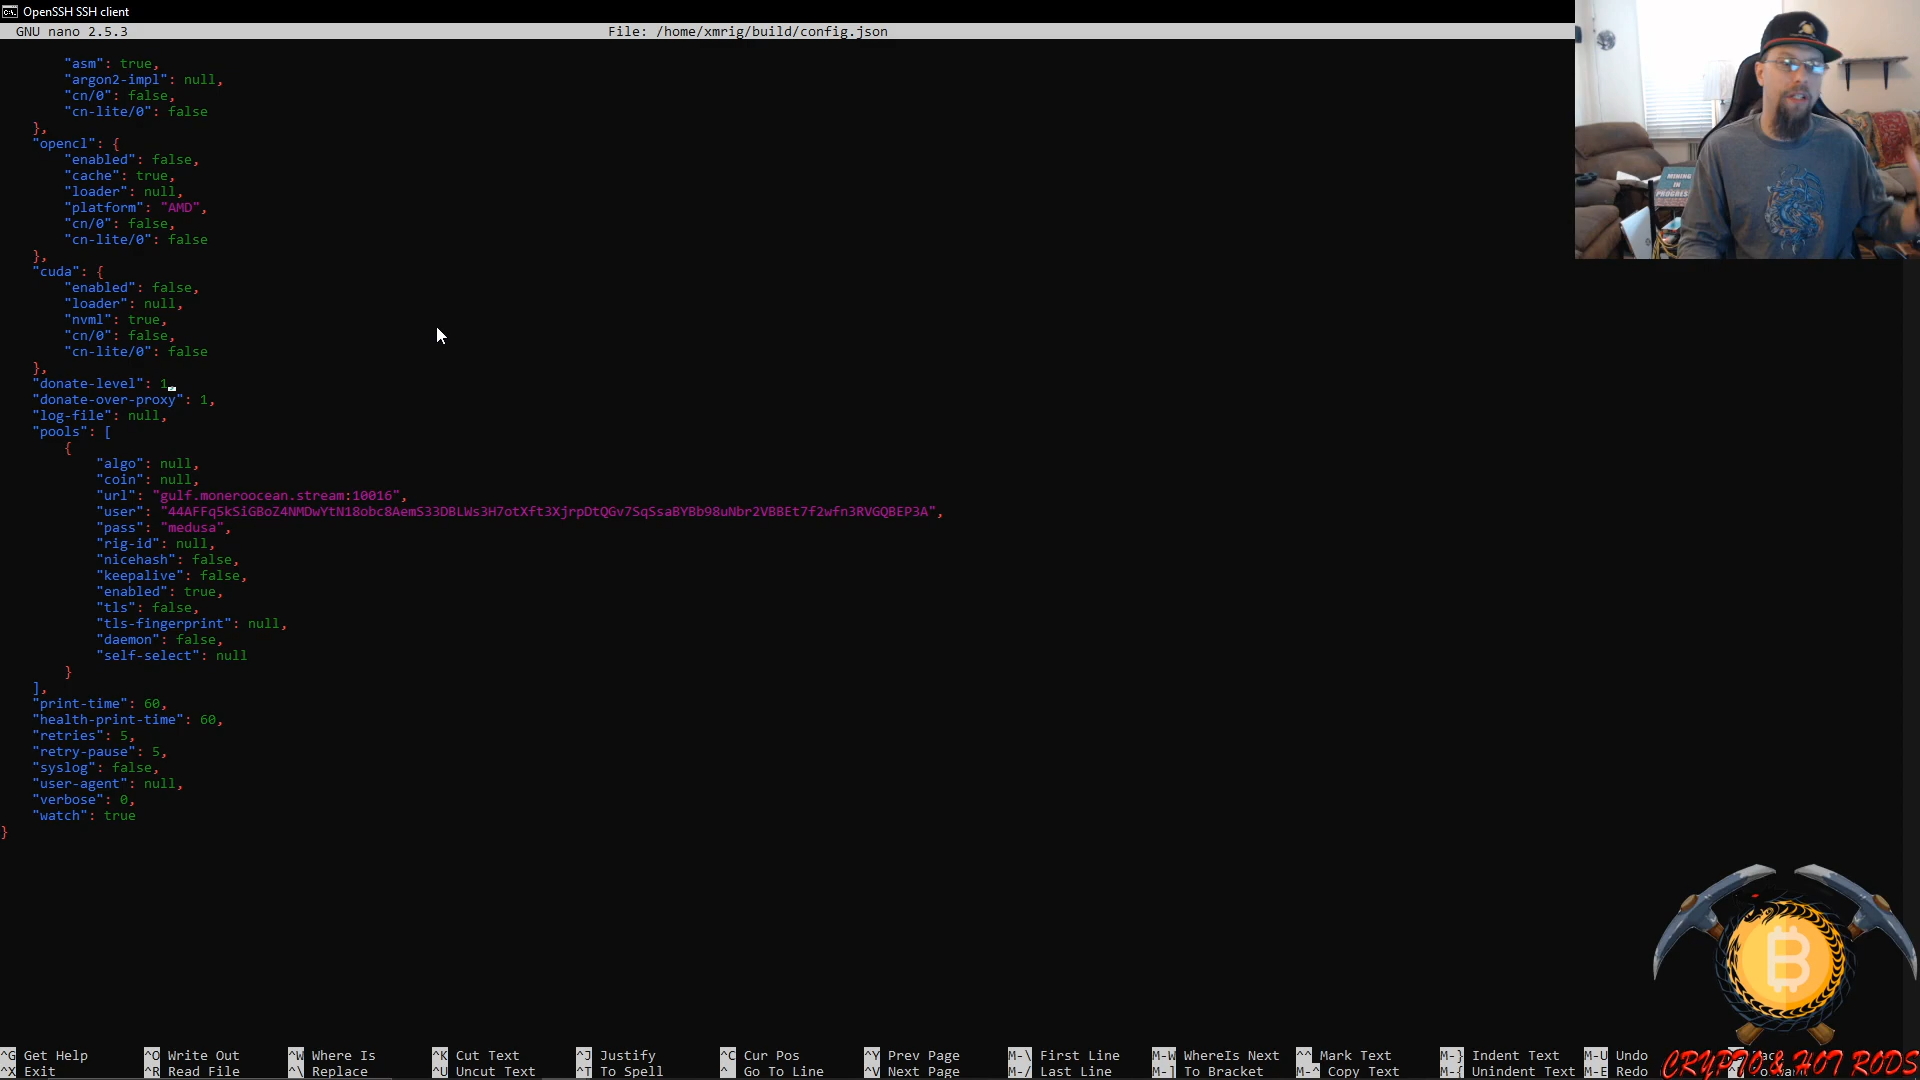 OpenSSH SSH client
GNU nano 2.5.3 File: /home/xmrig/build/config.json
"asm": true,
"argon2-impl": null,
"cn/0": false,
"cn-lite/0": false
},
"opencl": {
"enabled": false,
"cache": true,
"loader": null,
"platform": "AMD",
"cn/0": false,
"cn-lite/0": false
},
"cuda": {
"enabled": false,
"loader": null,
"nvml": true,
"cn/0": false,
"cn-lite/0": false
},
"donate-level": 1,
"donate-over-proxy": 1,
"log-file": null,
"pools": [
{
"algo": null,
"coin": null,
"url": "gulf.moneroocean.stream:10016",
"user": "44AFFq5kSiGBoZ4NMDwYtN18obc8AemS33DBLWs3H7otXft3XjrpDtQGv7SqSsaBYBb98uNbr2VBBEt7f2wfn3RVGQBEP3A",
"pass": "medusa",
"rig-id": null,
"nicehash": false,
"keepalive": false,
"enabled": true,
"tls": false,
"tls-fingerprint": null,
"daemon": false,
"self-select": null
}
],
"print-time": 60,
"health-print-time": 60,
"retries": 5,
"retry-pause": 5,
"syslog": false,
"user-agent": null,
"verbose": 0,
"watch": true
}
MINING
IN
PROGRESS
^G Get Help ^O Write Out ^W Where Is ^K Cut Text ^J Justify ^C Cur Pos ^Y Prev Page M-\ First Line M-W WhereIs Next ^^ Mark Text M-} Indent Text M-U Undo
^X Exit ^R Read File ^\ Replace ^U Uncut Text ^T To Spell ^_ Go To Line ^V Next Page M-/ Last Line M-] To Bracket M-^ Copy Text M-{ Unindent Text M-E Redo
CRYPTO & HOT RODS